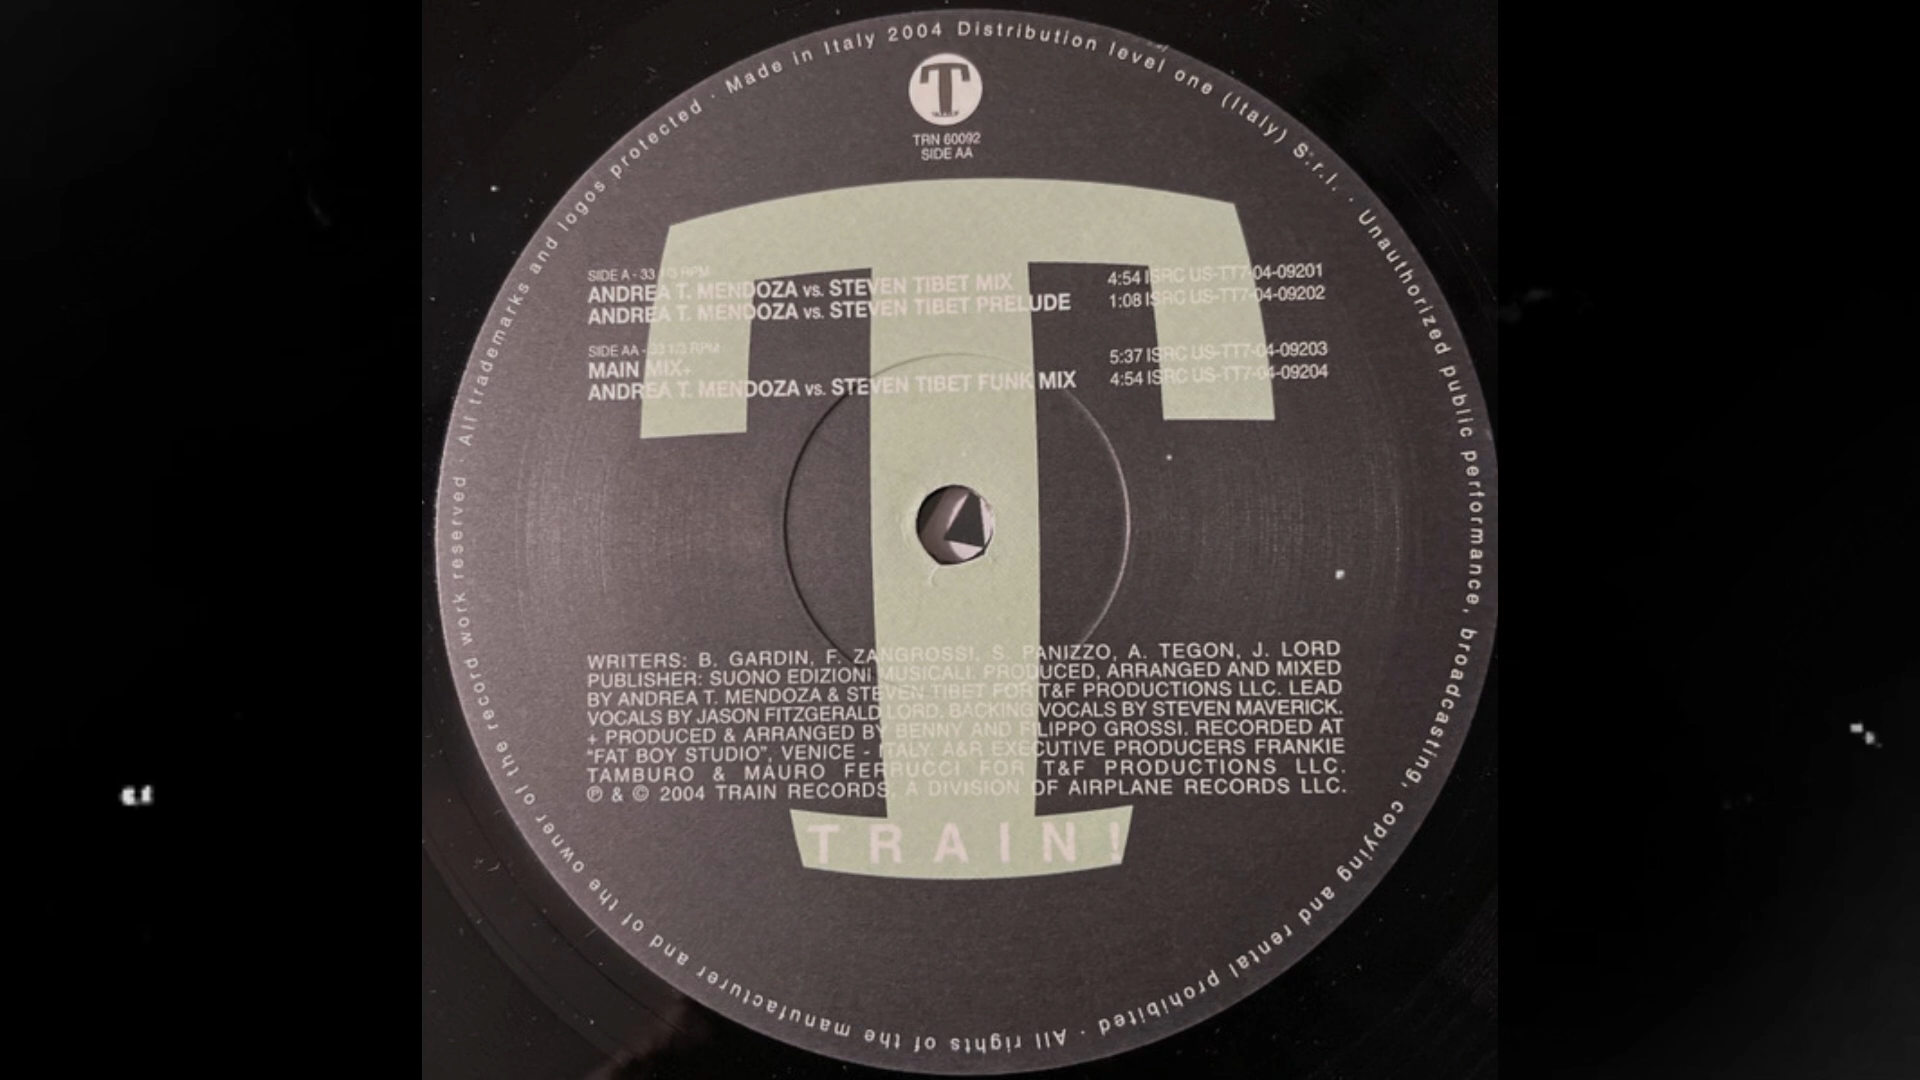 Made in Italy 2004 Distribution level one (Italy) S.r.l. · Unauthorized public performance, broadcasting, copying and rental prohibited · All rights of the manufacturer and of the owner of the record work reserved · All trademarks and logos protected ·
T
TRN 60092
SIDE AA
SIDE A - 33 1/3 RPM
ANDREA T. MENDOZA vs. STEVEN TIBET MIX 4:54 ISRC US-TT7-04-09201
ANDREA T. MENDOZA vs. STEVEN TIBET PRELUDE 1:08 ISRC US-TT7-04-09202
SIDE AA - 33 1/3 RPM
MAIN MIX+ 5:37 ISRC US-TT7-04-09203
ANDREA T. MENDOZA vs. STEVEN TIBET FUNK MIX 4:54 ISRC US-TT7-04-09204
WRITERS: B. GARDIN, F. ZANGROSSI, S. PANIZZO, A. TEGON, J. LORD
PUBLISHER: SUONO EDIZIONI MUSICALI. PRODUCED, ARRANGED AND MIXED
BY ANDREA T. MENDOZA & STEVEN TIBET FOR T&F PRODUCTIONS LLC. LEAD
VOCALS BY JASON FITZGERALD LORD. BACKING VOCALS BY STEVEN MAVERICK.
+ PRODUCED & ARRANGED BY BENNY AND FILIPPO GROSSI. RECORDED AT
"FAT BOY STUDIO", VENICE - ITALY. A&R EXECUTIVE PRODUCERS FRANKIE
TAMBURO & MAURO FERRUCCI FOR T&F PRODUCTIONS LLC.
℗ & © 2004 TRAIN RECORDS, A DIVISION OF AIRPLANE RECORDS LLC.
TRAIN!